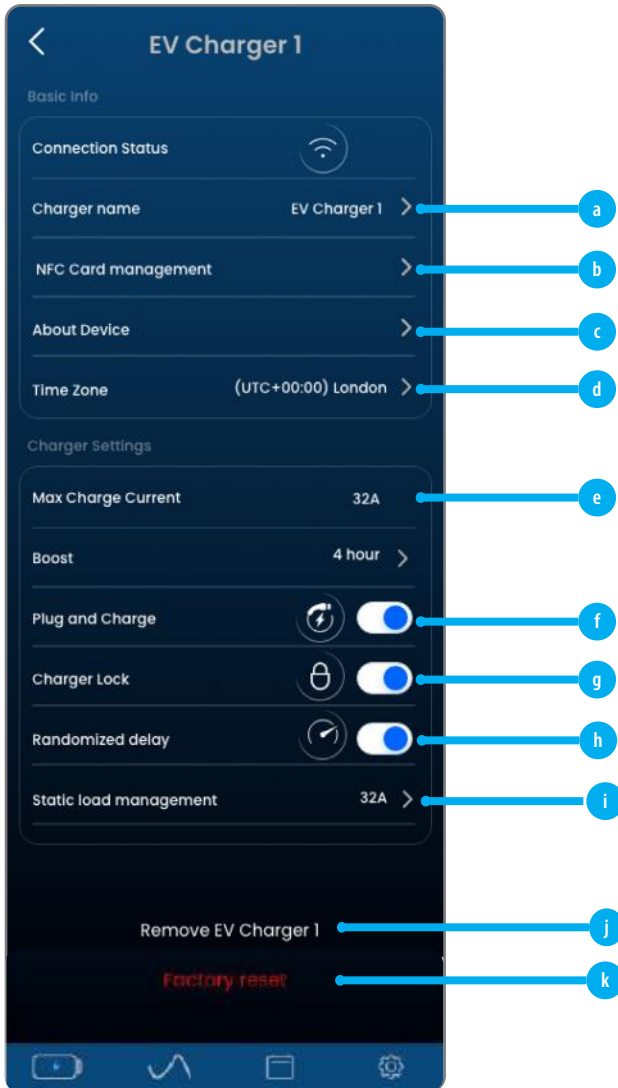 EV Charger 1
Basic Info
Connection Status
Charger name EV Charger 1 a
NFC Card management b
About Device c
Time Zone (UTC+00:00) London d
Charger Settings
Max Charge Current 32A e
Boost 4 hour
Plug and Charge f
Charger Lock g
Randomized delay h
Static load management 32A i
Remove EV Charger 1 j
Factory reset k